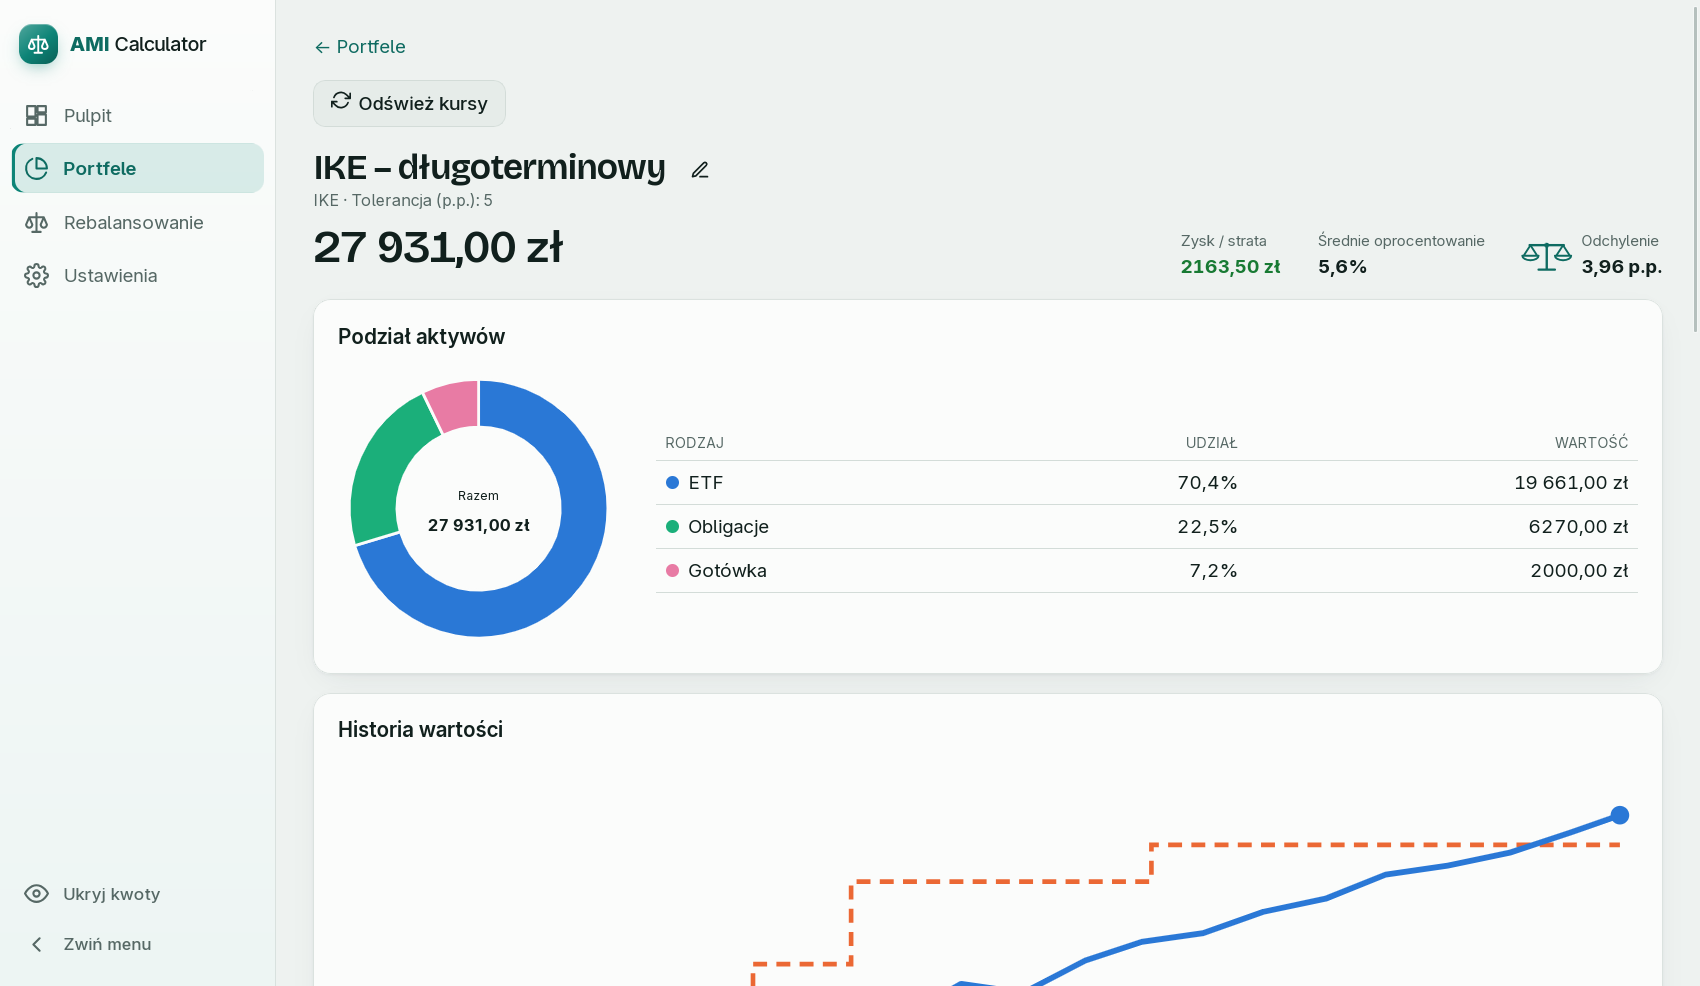 AMI Calculator
Pulpit
Portfele
Rebalansowanie
Ustawienia
Ukryj kwoty
Zwiń menu
← Portfele
Odśwież kursy
IKE – długoterminowy
IKE · Tolerancja (p.p.): 5
27 931,00 zł
Zysk / strata
2163,50 zł
Średnie oprocentowanie
5,6%
Odchylenie
3,96 p.p.
Podział aktywów
Razem
27 931,00 zł
RODZAJ UDZIAŁ WARTOŚĆ
ETF 70,4% 19 661,00 zł
Obligacje 22,5% 6270,00 zł
Gotówka 7,2% 2000,00 zł
Historia wartości